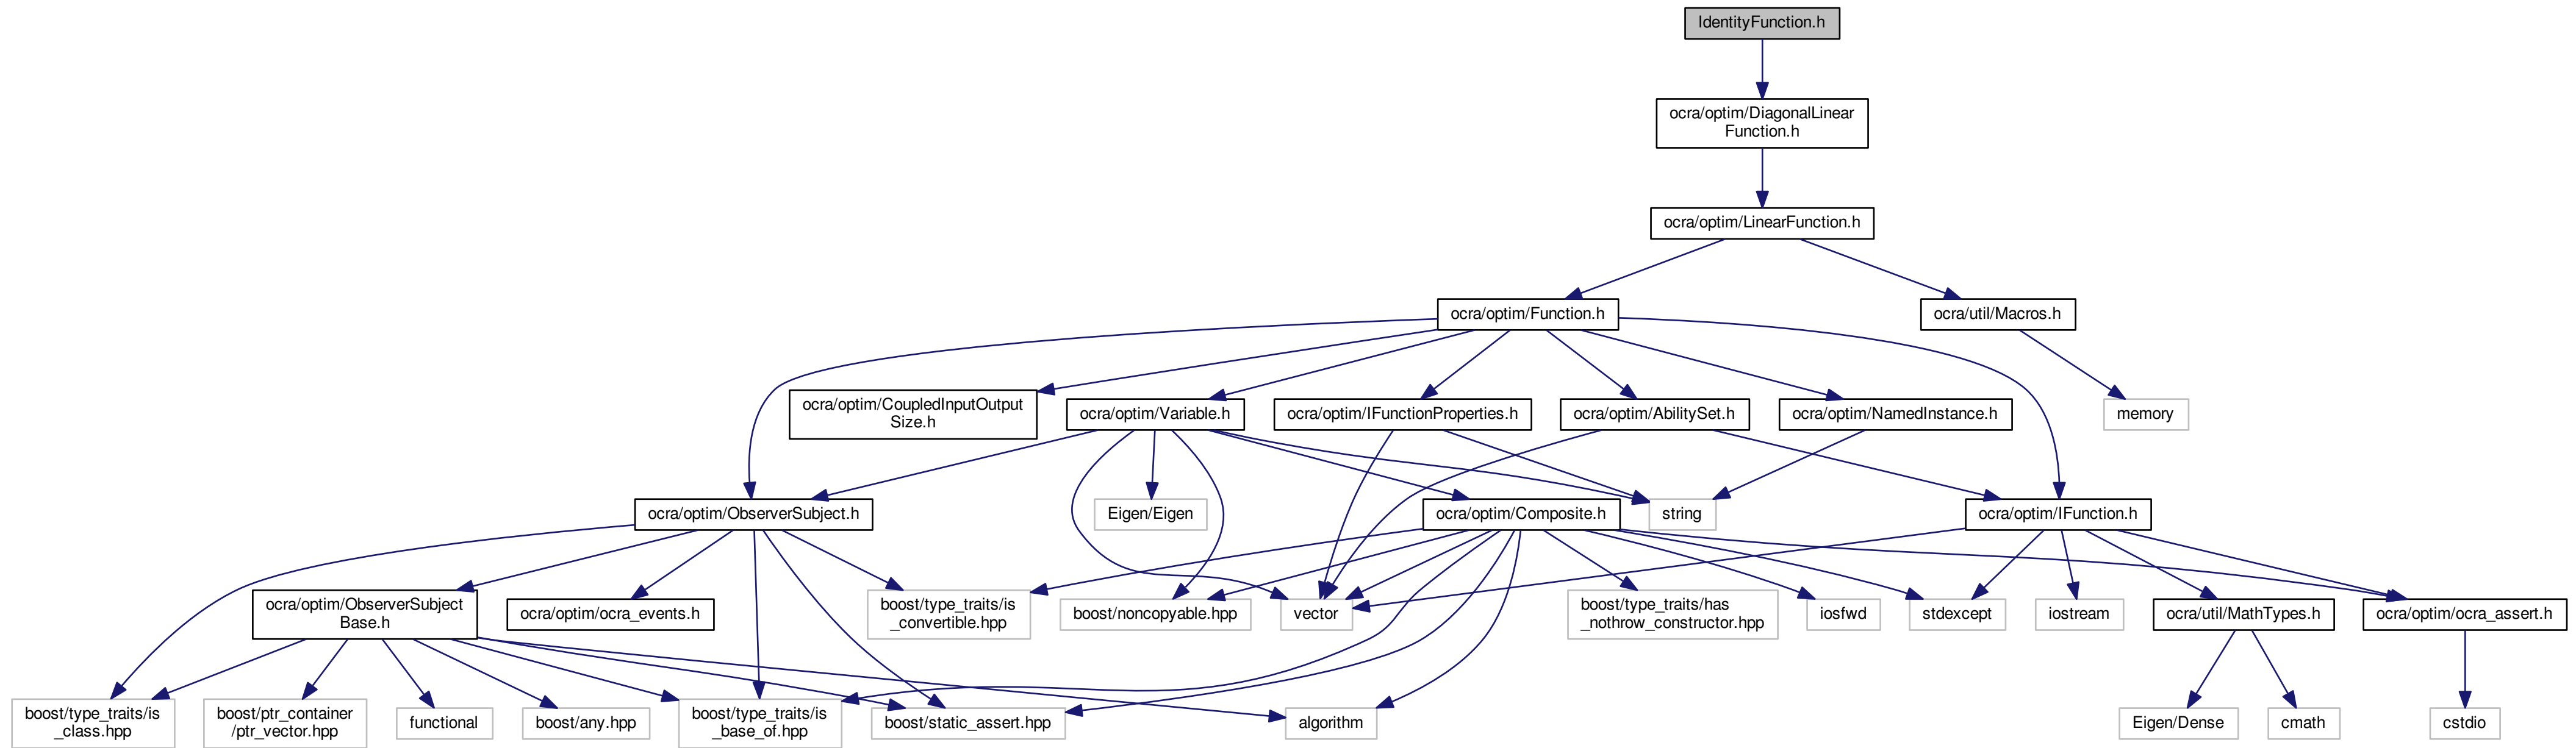 IdentityFunction.h
ocra/optim/DiagonalLinear
Function.h
ocra/optim/LinearFunction.h
ocra/optim/Function.h
ocra/util/Macros.h
ocra/optim/CoupledInputOutput
Size.h
ocra/optim/Variable.h
ocra/optim/IFunctionProperties.h
ocra/optim/AbilitySet.h
ocra/optim/NamedInstance.h
memory
ocra/optim/ObserverSubject.h
Eigen/Eigen
ocra/optim/Composite.h
string
ocra/optim/IFunction.h
ocra/optim/ObserverSubject
Base.h
ocra/optim/ocra_events.h
boost/type_traits/is
_convertible.hpp
boost/noncopyable.hpp
vector
boost/type_traits/has
_nothrow_constructor.hpp
iosfwd
stdexcept
iostream
ocra/util/MathTypes.h
ocra/optim/ocra_assert.h
boost/type_traits/is
_class.hpp
boost/ptr_container
/ptr_vector.hpp
functional
boost/any.hpp
boost/type_traits/is
_base_of.hpp
boost/static_assert.hpp
algorithm
Eigen/Dense
cmath
cstdio